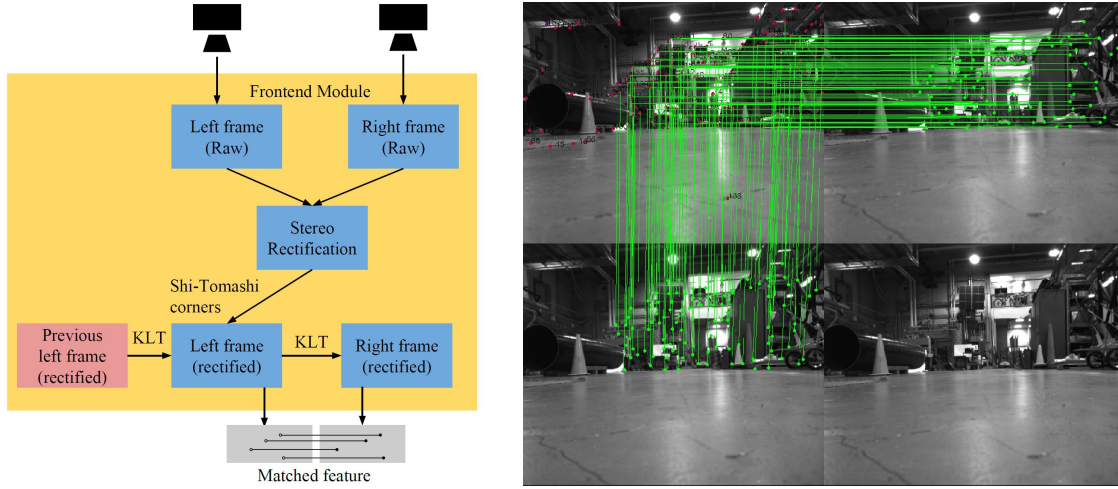 Frontend Module
Left frame
(Raw)
Right frame
(Raw)
Stereo
Rectification
Shi-Tomashi
corners
Previous
left frame
(rectified)
KLT
Left frame
(rectified)
KLT
Right frame
(rectified)
Matched feature